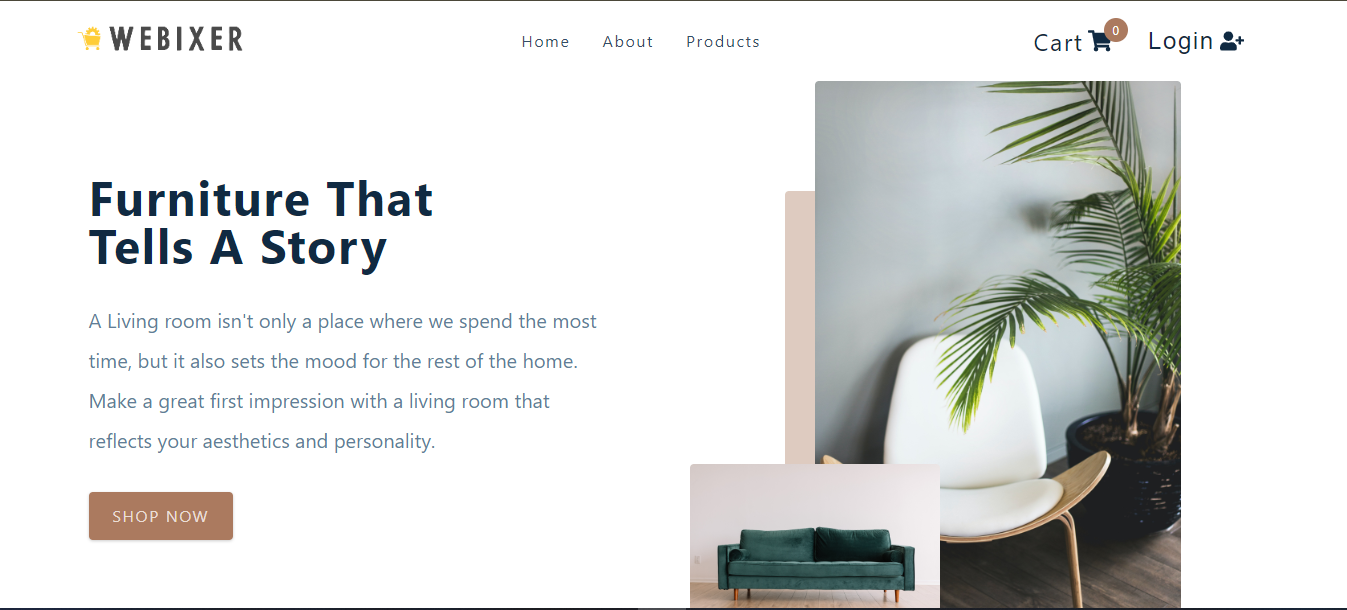 WEBIXER
Home About Products
Cart 0 Login
Furniture That
Tells A Story
A Living room isn't only a place where we spend the most
time, but it also sets the mood for the rest of the home.
Make a great first impression with a living room that
reflects your aesthetics and personality.
SHOP NOW